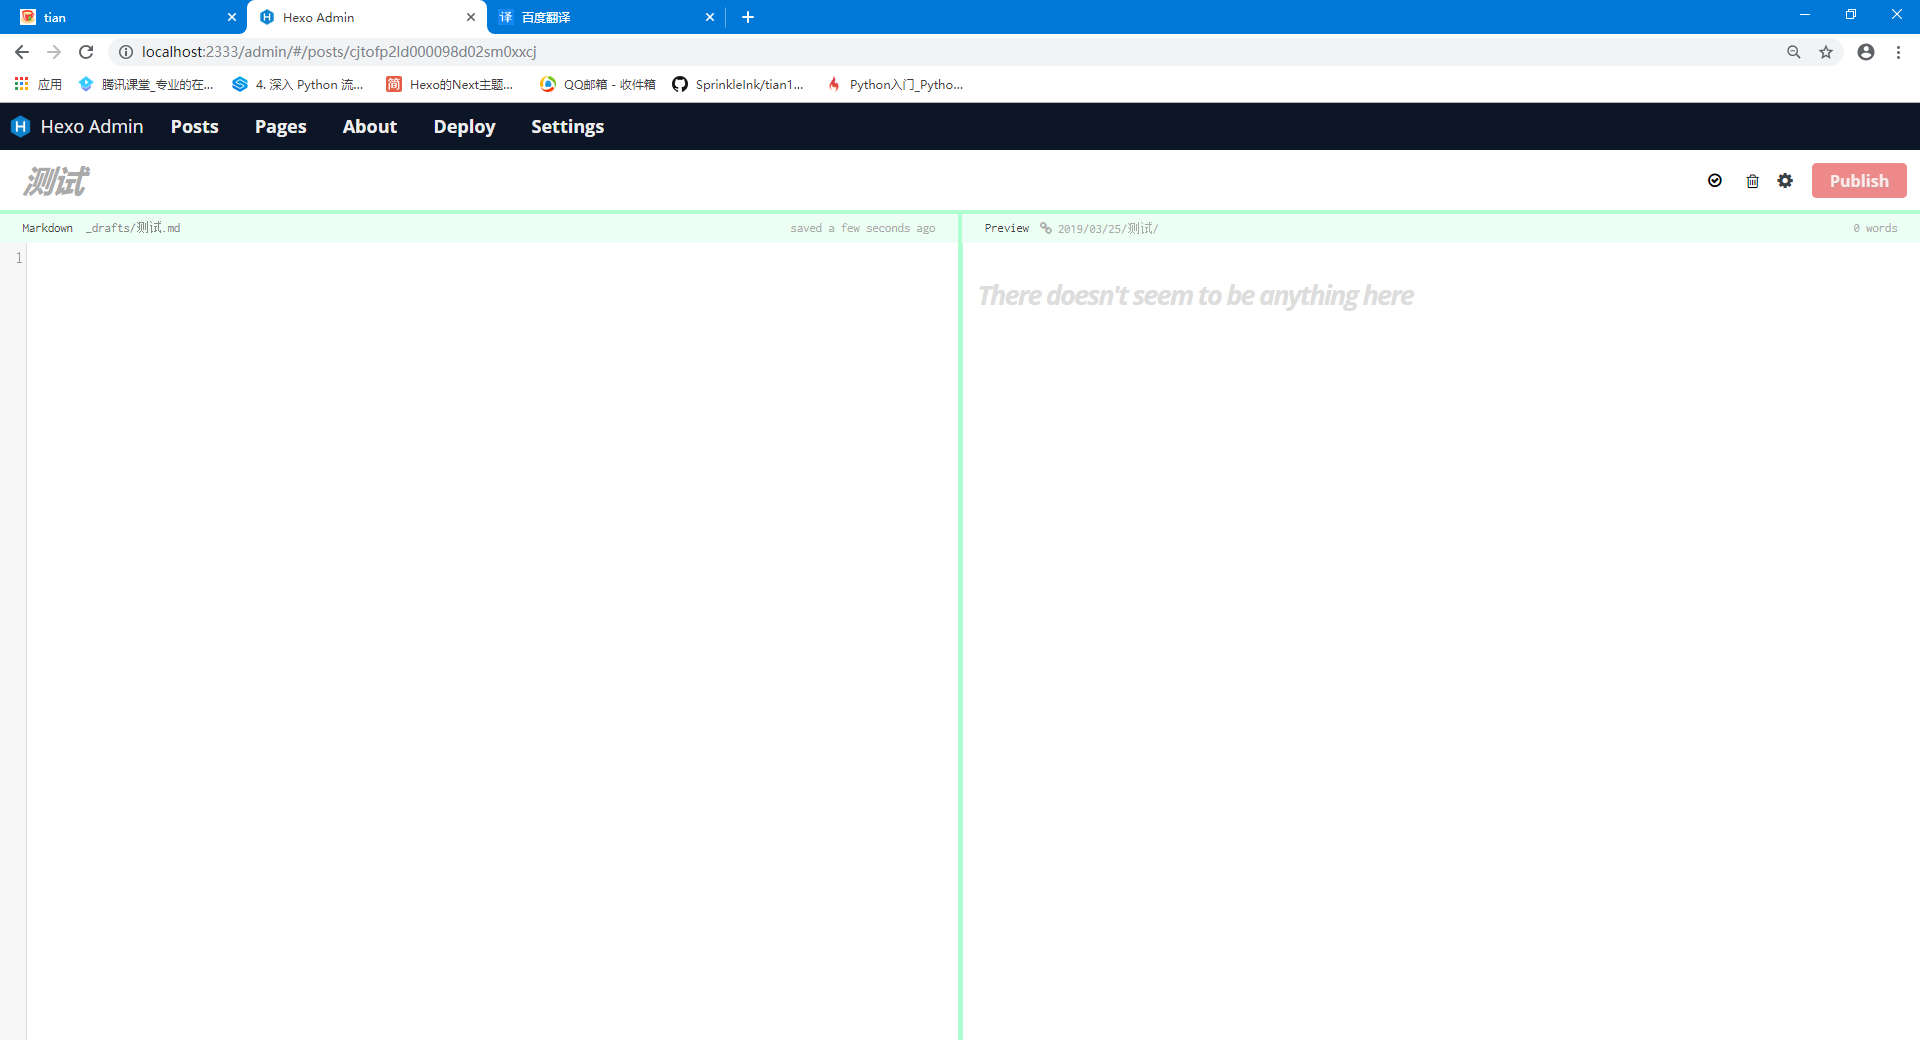 tian
Hexo Admin
译 百度翻译
localhost:2333/admin/#/posts/cjtofp2ld000098d02sm0xxcj
应用
腾讯课堂_专业的在...
4. 深入 Python 流...
简 Hexo的Next主题...
QQ邮箱 - 收件箱
SprinkleInk/tian1...
Python入门_Pytho...
H Hexo Admin Posts Pages About Deploy Settings
测试
Publish
Markdown _drafts/测试.md saved a few seconds ago
Preview 2019/03/25/测试/ 0 words
1
There doesn't seem to be anything here